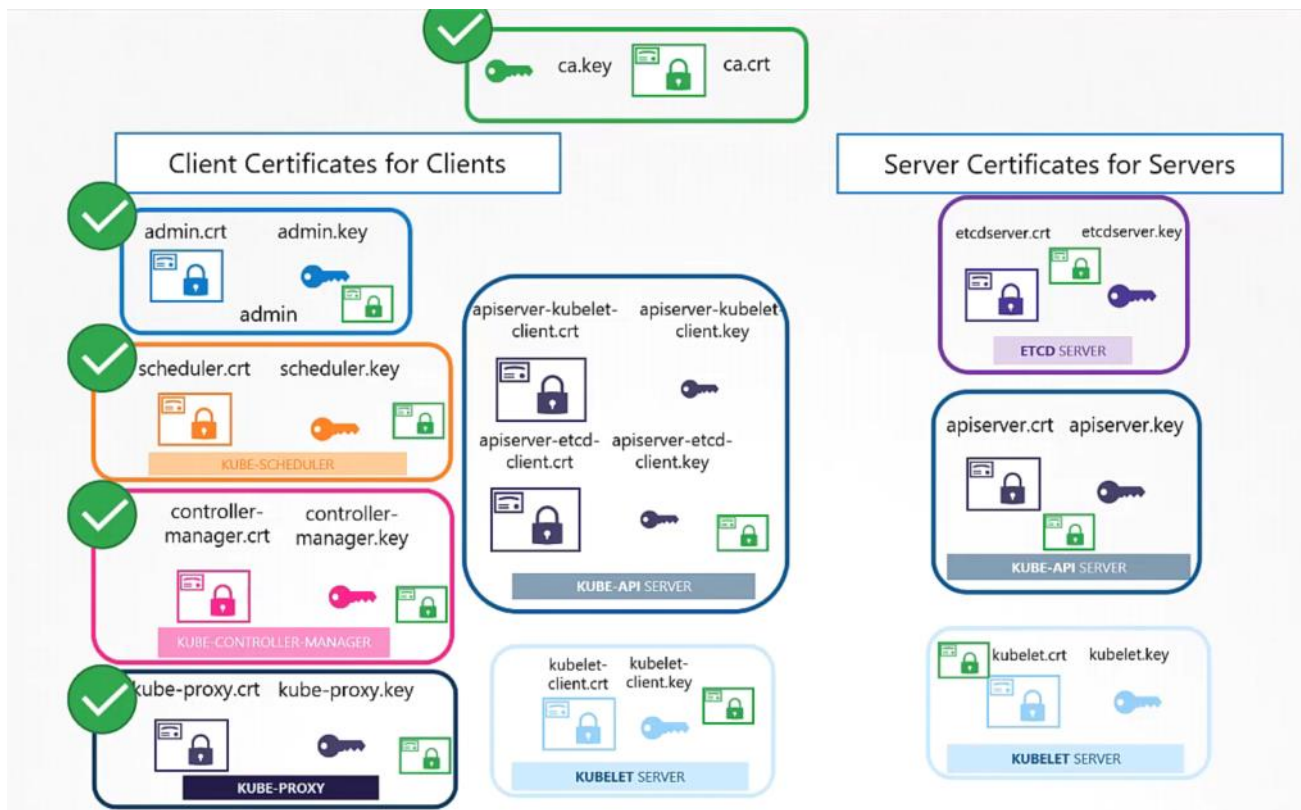 ca.key
ca.crt
Client Certificates for Clients
Server Certificates for Servers
admin.crt
admin.key
admin
scheduler.crt
scheduler.key
KUBE-SCHEDULER
controller-
manager.crt
controller-
manager.key
KUBE-CONTROLLER-MANAGER
kube-proxy.crt
kube-proxy.key
KUBE-PROXY
apiserver-kubelet-
client.crt
apiserver-kubelet-
client.key
apiserver-etcd-
client.crt
apiserver-etcd-
client.key
KUBE-API SERVER
kubelet-
client.crt
kubelet-
client.key
KUBELET SERVER
etcdserver.crt
etcdserver.key
ETCD SERVER
apiserver.crt
apiserver.key
KUBE-API SERVER
kubelet.crt
kubelet.key
KUBELET SERVER